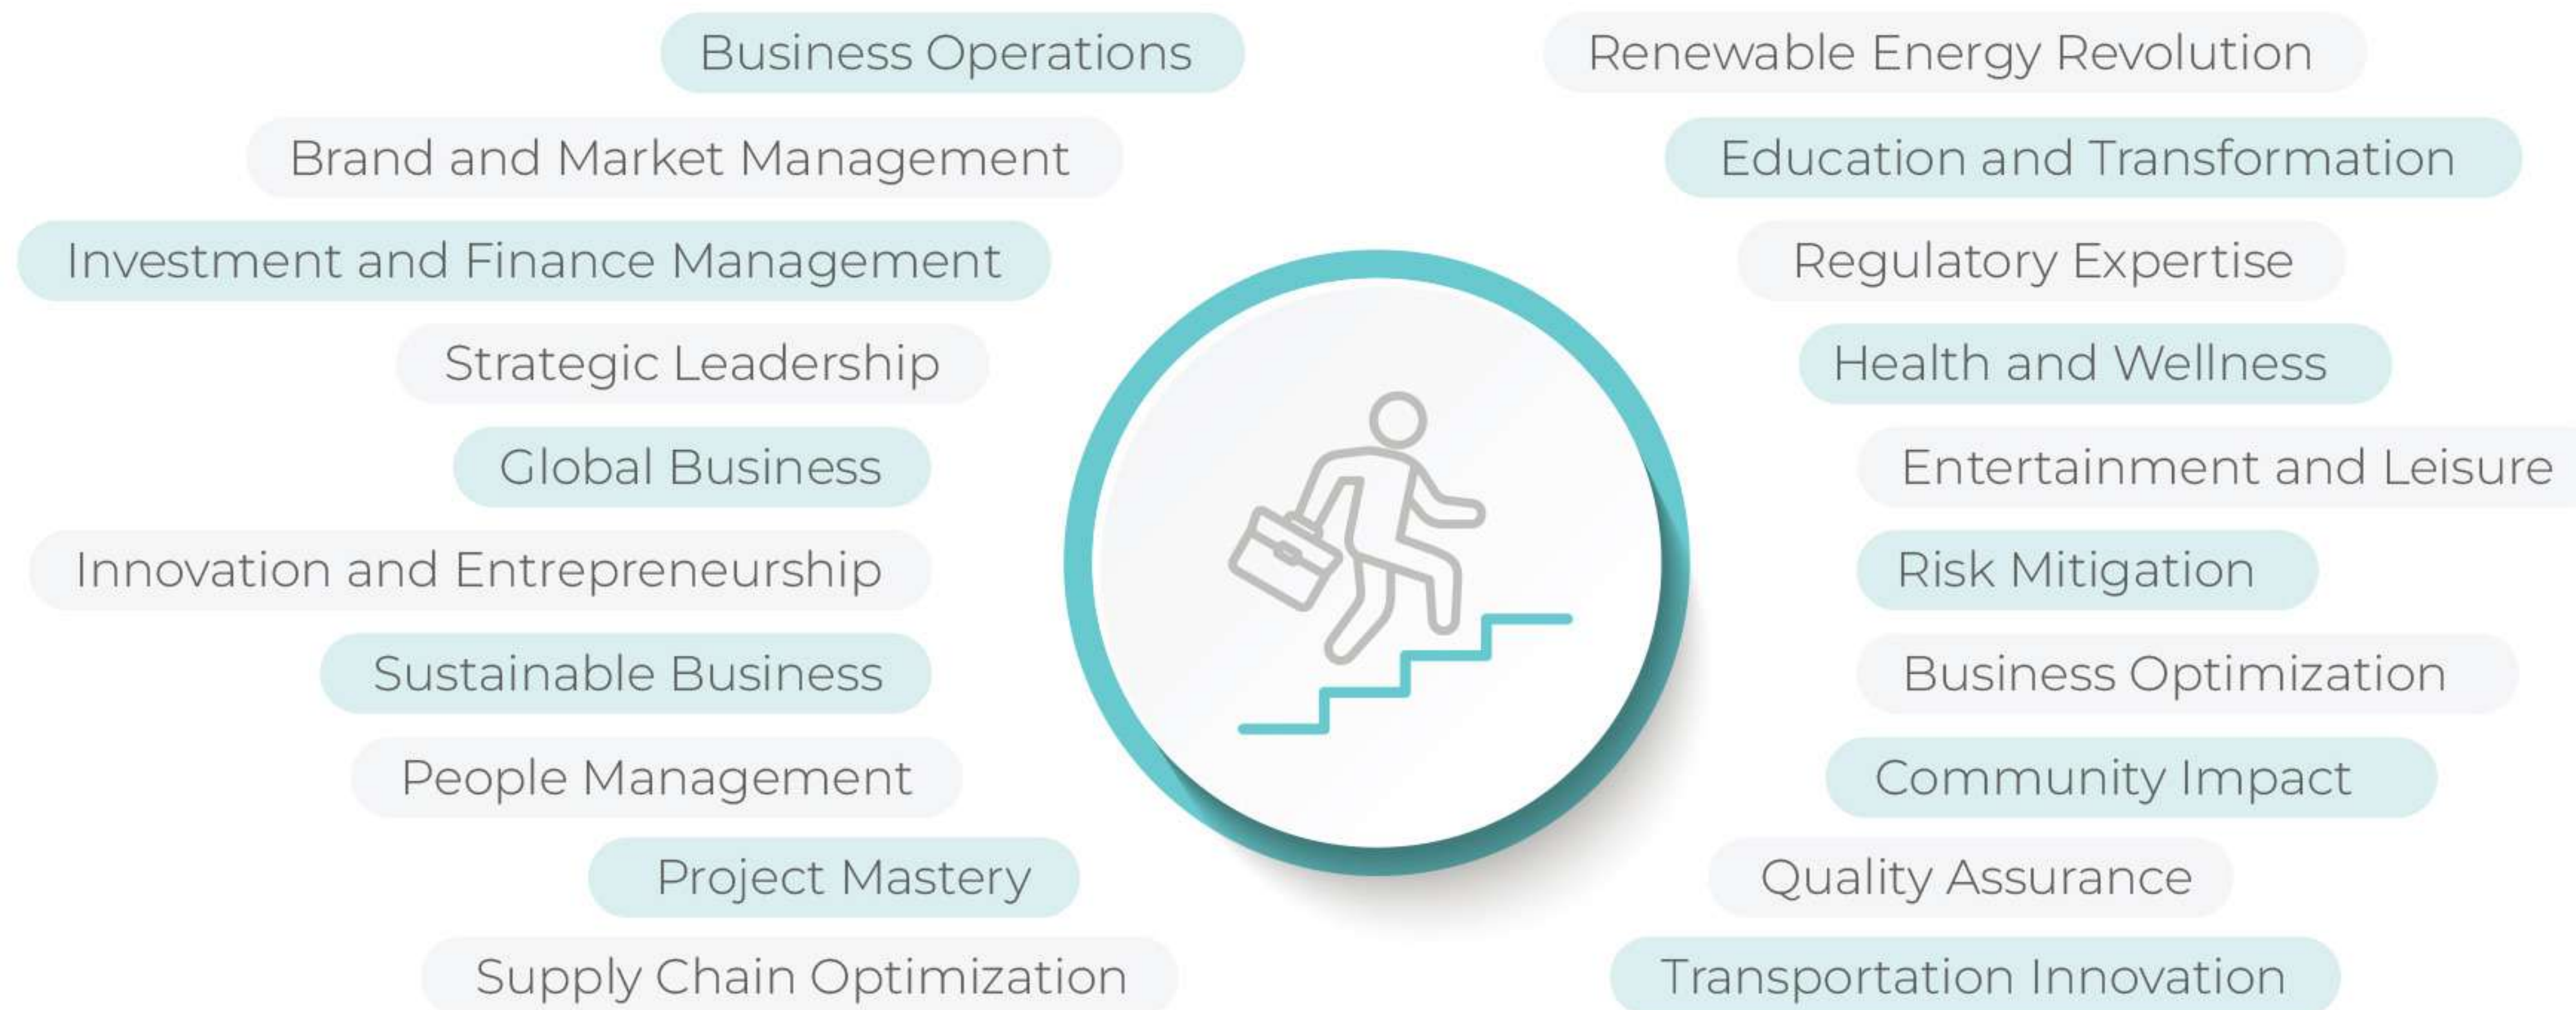 Business Operations
Brand and Market Management
Investment and Finance Management
Strategic Leadership
Global Business
Innovation and Entrepreneurship
Sustainable Business
People Management
Project Mastery
Supply Chain Optimization
Renewable Energy Revolution
Education and Transformation
Regulatory Expertise
Health and Wellness
Entertainment and Leisure
Risk Mitigation
Business Optimization
Community Impact
Quality Assurance
Transportation Innovation